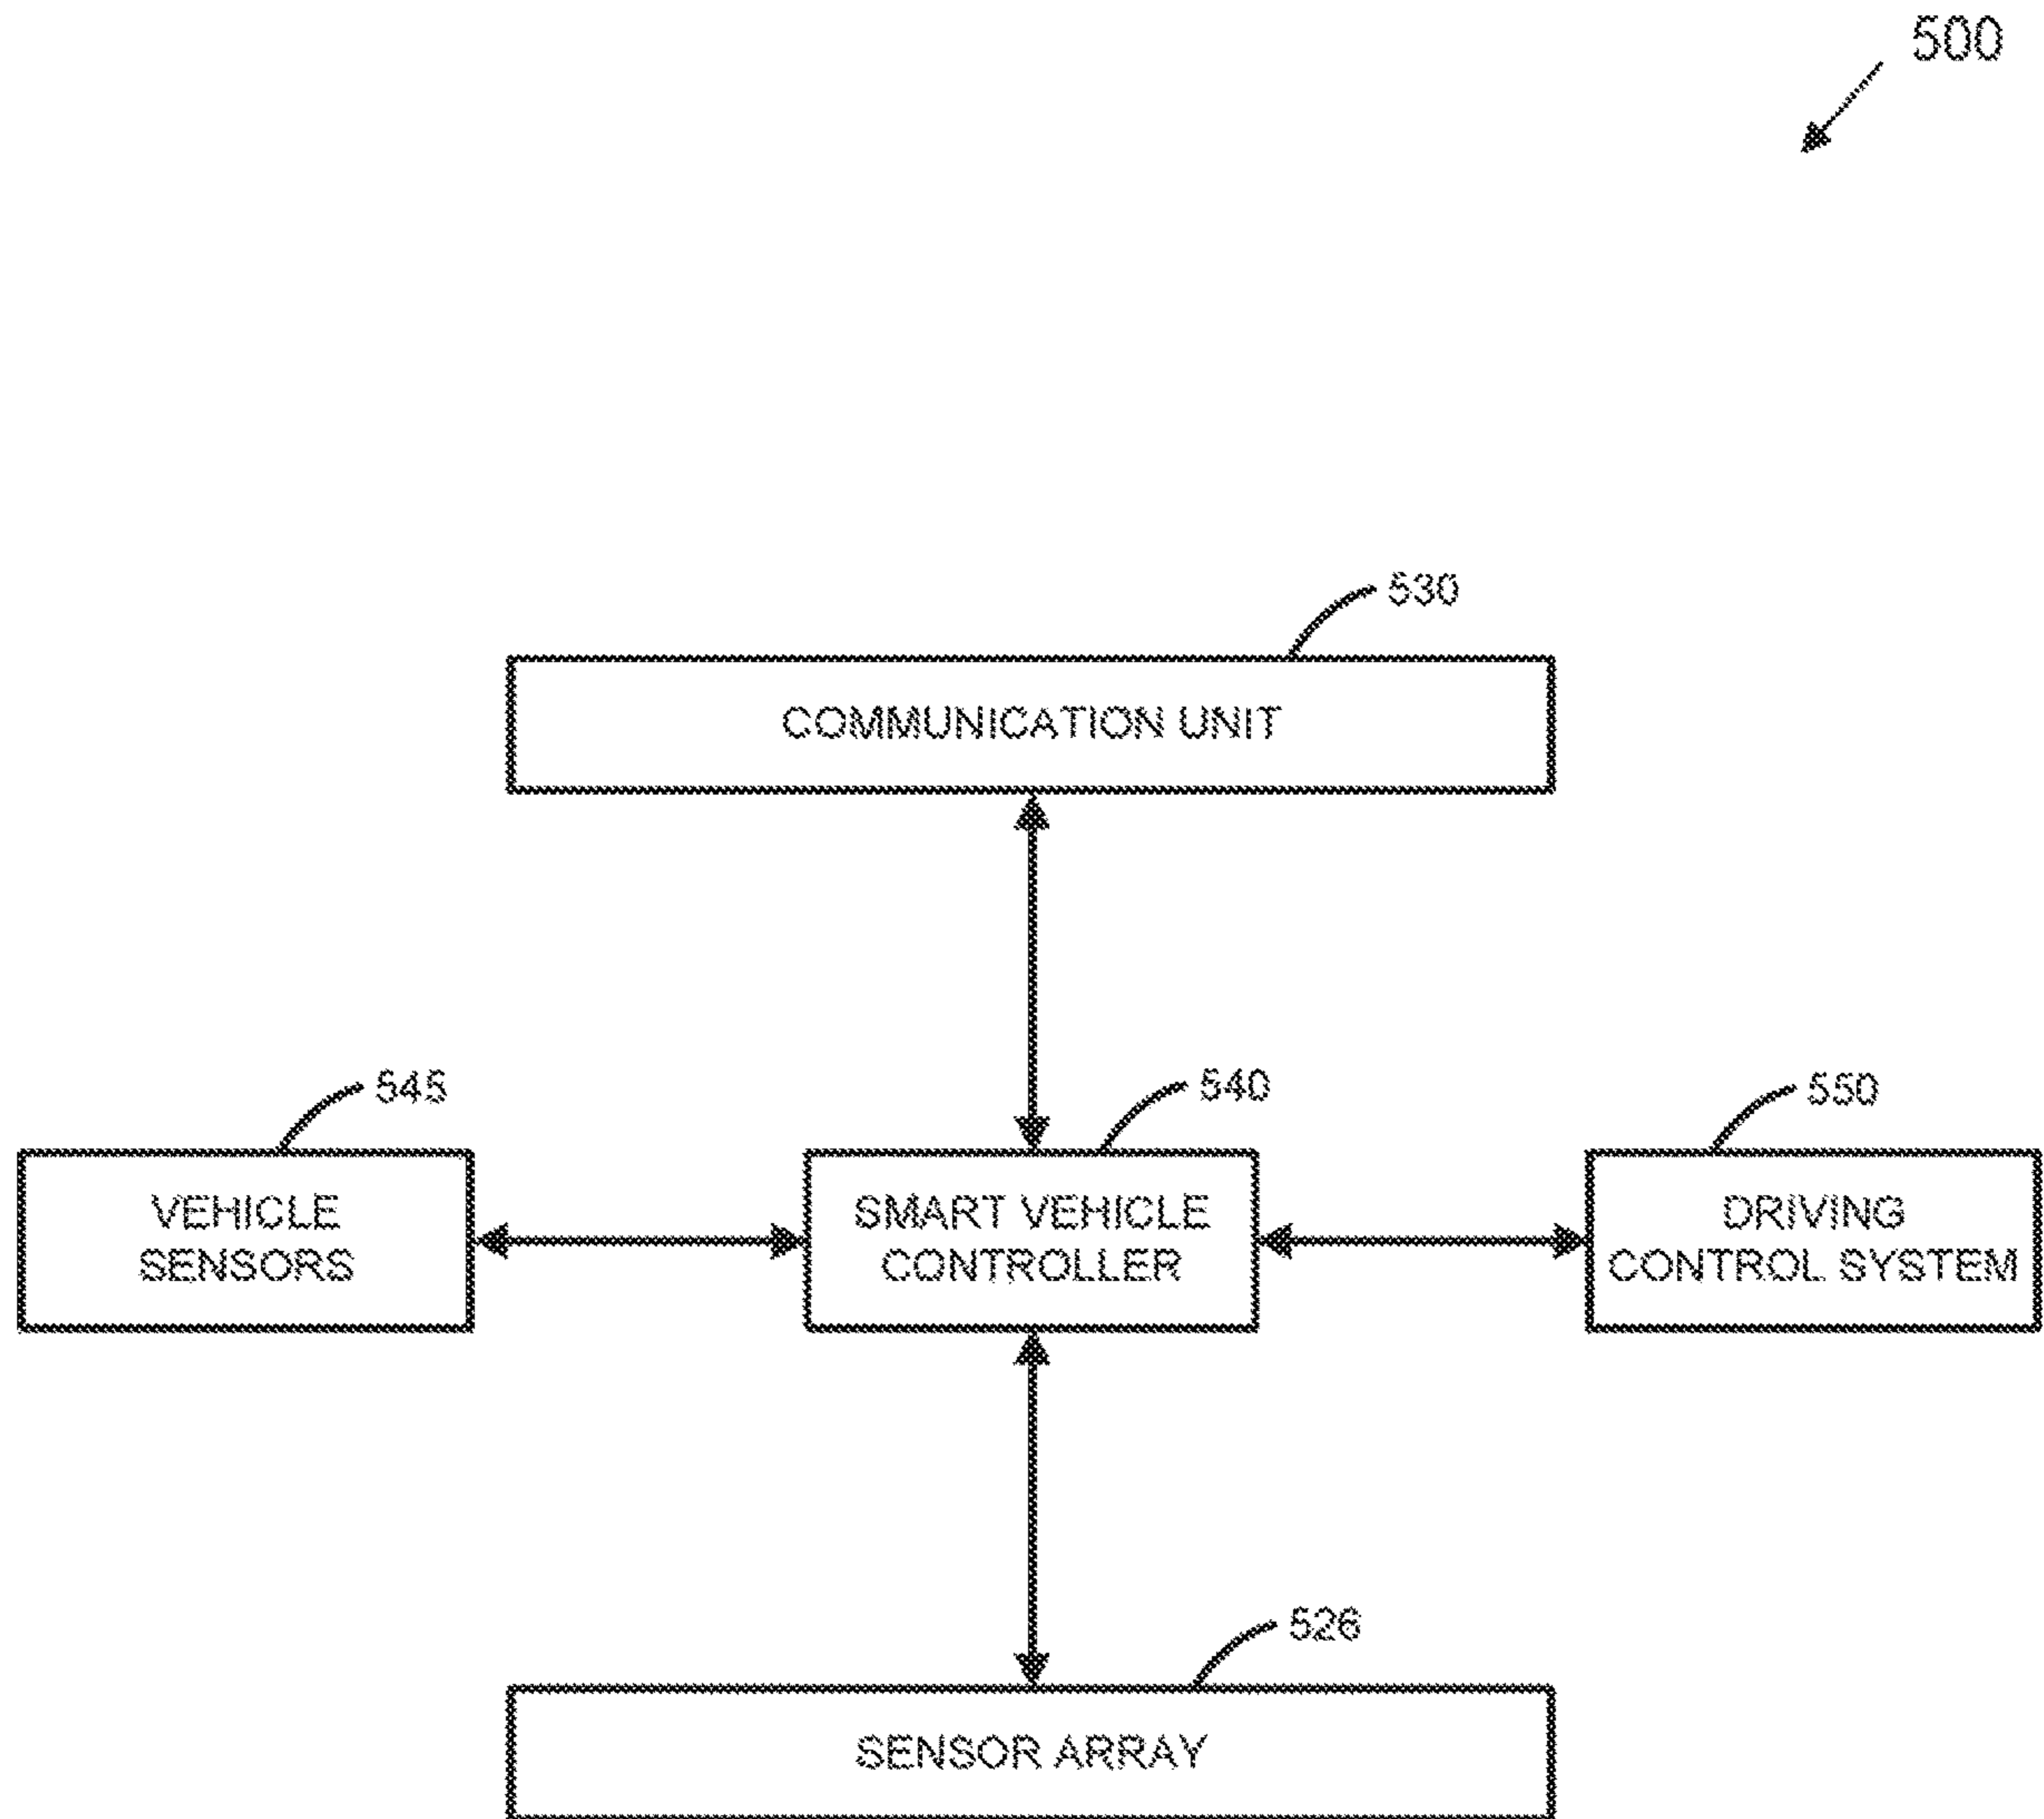 500
530
COMMUNICATION UNIT
545
540
550
VEHICLE
SENSORS
SMART VEHICLE
CONTROLLER
DRIVING
CONTROL SYSTEM
526
SENSOR ARRAY